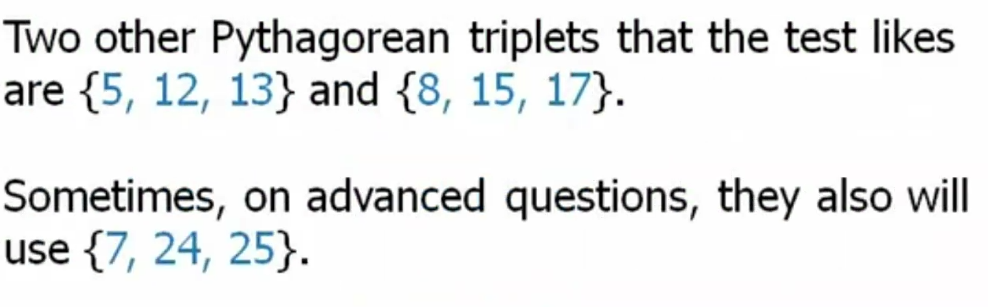 Two other Pythagorean triplets that the test likes
are {5, 12, 13} and {8, 15, 17}.
Sometimes, on advanced questions, they also will
use {7, 24, 25}.